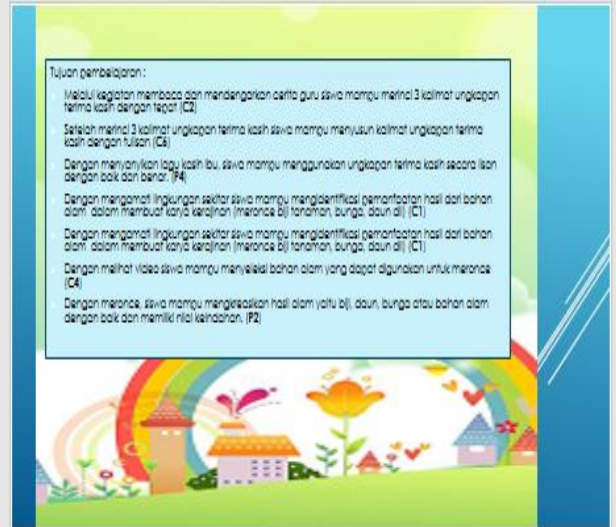 Tujuan pembelajaran :
Melalui kegiatan membaca dan mendengarkan cerita guru siswa mampu merinci 3 kalimat ungkapan
terima kasih dengan tepat (C2)
Setelah merinci 3 kalimat ungkapan terima kasih siswa mampu menyusun kalimat ungkapan terima
kasih dengan tulisan (C6)
Dengan menyanyikan lagu kasih ibu, siswa mampu menggunakan ungkapan terima kasih secara lisan
dengan baik dan benar. (P4)
Dengan mengamati lingkungan sekitar siswa mampu mengidentifikasi pemanfaatan hasil dari bahan
alam dalam membuat karya kerajinan (meronce biji tanaman, bunga, daun dll) (C1)
Dengan mengamati lingkungan sekitar siswa mampu mengidentifikasi pemanfaatan hasil dari bahan
alam dalam membuat karya kerajinan (meronce biji tanaman, bunga, daun dll) (C1)
Dengan melihat video siswa mampu menyeleksi bahan alam yang dapat digunakan untuk meronce
(C4)
Dengan meronce, siswa mampu mengkreasikan hasil alam yaitu biji, daun, bunga atau bahan alam
dengan baik dan memiliki nilai keindahan. (P2)